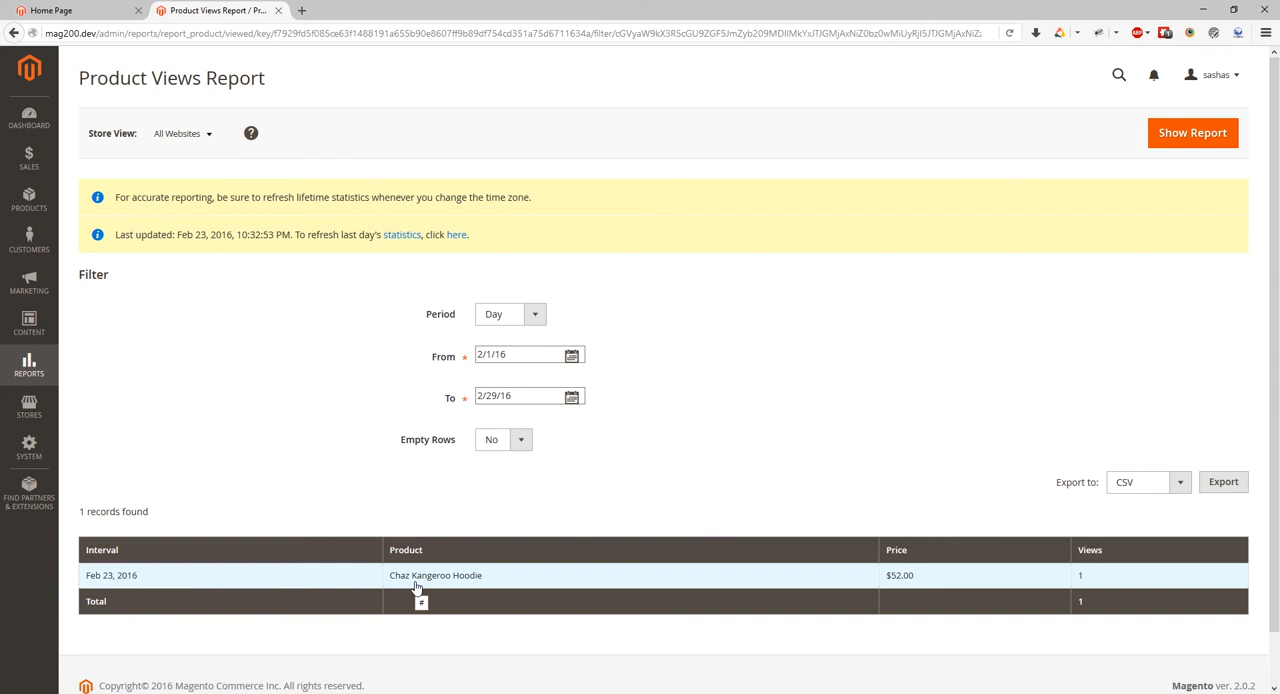 Home Page
Product Views Report / Pr...
mag200.dev/admin/reports/report_product/viewed/key/
Product Views Report
sashas
Store View: All Websites
Show Report
For accurate reporting, be sure to refresh lifetime statistics whenever you change the time zone.
Last updated: Feb 23, 2016, 10:32:53 PM. To refresh last day's statistics, click here.
Filter
Period Day
From * 2/1/16
To * 2/29/16
Empty Rows No
Export to: CSV Export
1 records found
Interval Product Price Views
Feb 23, 2016 Chaz Kangeroo Hoodie $52.00 1
Total 1
#
DASHBOARD
$
SALES
PRODUCTS
CUSTOMERS
MARKETING
CONTENT
REPORTS
STORES
SYSTEM
FIND PARTNERS
& EXTENSIONS
Copyright© 2016 Magento Commerce Inc. All rights reserved.
Magento ver. 2.0.2
ABP